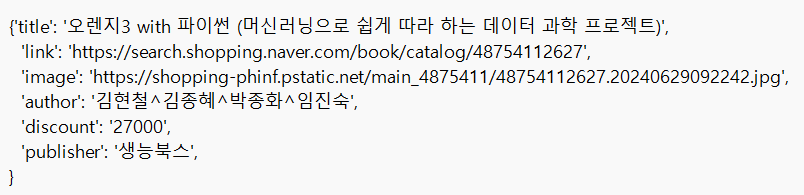 {'title': '오렌지3 with 파이썬 (머신러닝으로 쉽게 따라 하는 데이터 과학 프로젝트)',
'link': 'https://search.shopping.naver.com/book/catalog/48754112627',
'image': 'https://shopping-phinf.pstatic.net/main_4875411/48754112627.20240629092242.jpg',
'author': '김현철^김종혜^박종화^임진숙',
'discount': '27000',
'publisher': '생능북스',
}